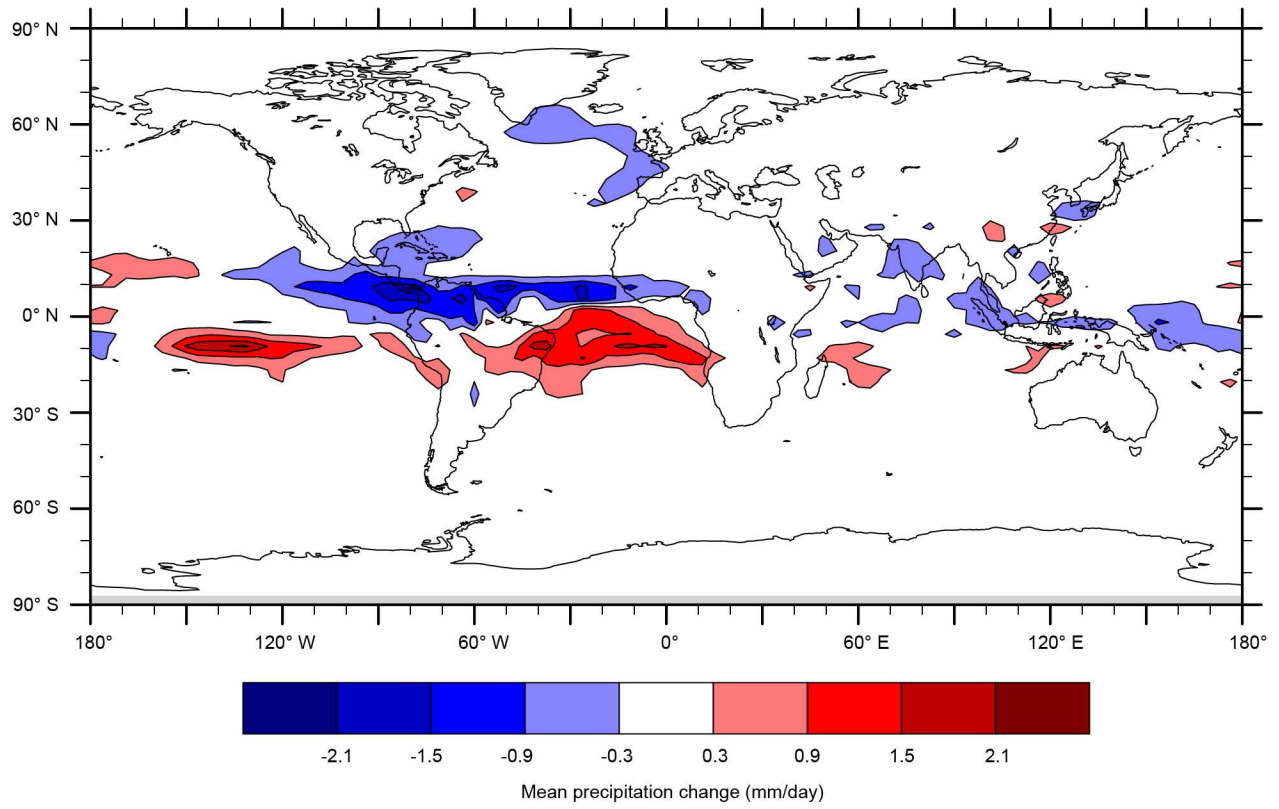 90° N
60° N
30° N
0° N
30° S
60° S
90° S
180° 120° W 60° W 0° 60° E 120° E 180°
-2.1 -1.5 -0.9 -0.3 0.3 0.9 1.5 2.1
Mean precipitation change (mm/day)